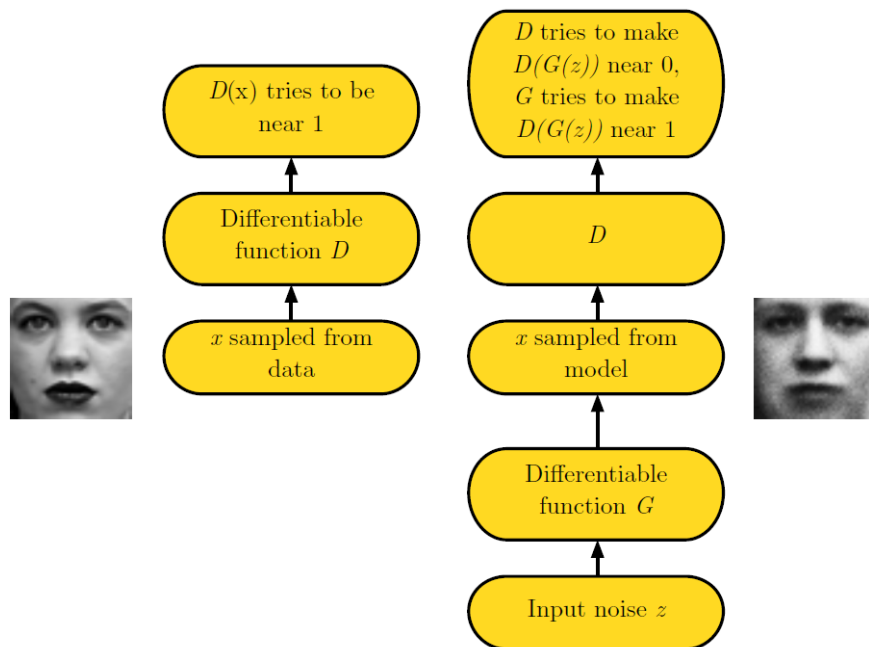 D(x) tries to be
near 1
Differentiable
function D
x sampled from
data
D tries to make
D(G(z)) near 0,
G tries to make
D(G(z)) near 1
D
x sampled from
model
Differentiable
function G
Input noise z